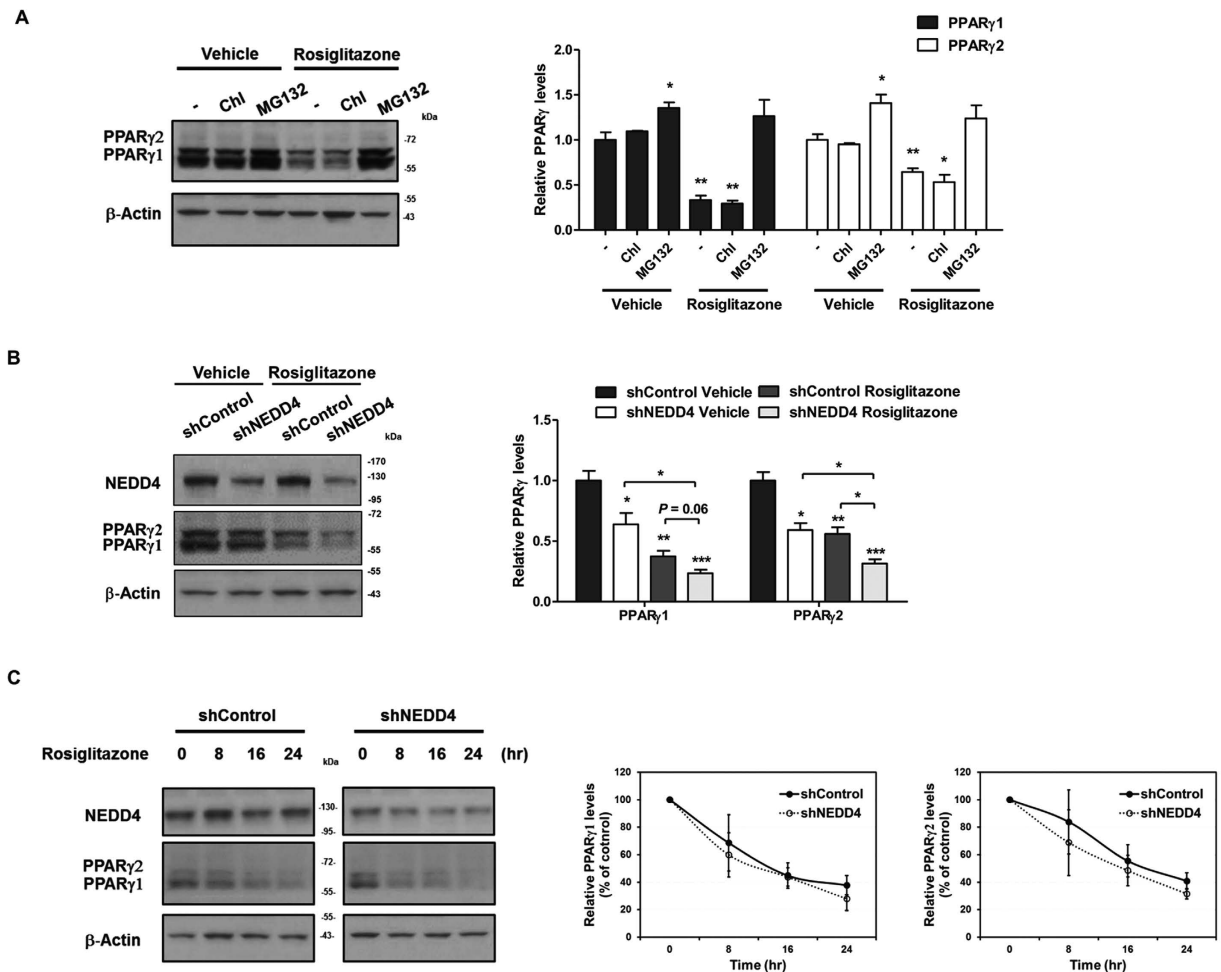 A
Vehicle Rosiglitazone
- Chl MG132 - Chl MG132
kDa
PPARγ2
PPARγ1
-72
-55
β-Actin
-55
-43
PPARγ1
PPARγ2
Relative PPARγ levels
2.0
1.5
1.0
0.5
0.0
* ** ** * ** *
- Chl MG132 - Chl MG132 - Chl MG132 - Chl MG132
Vehicle Rosiglitazone Vehicle Rosiglitazone
B
Vehicle Rosiglitazone
shControl shNEDD4 shControl shNEDD4
kDa
NEDD4
-170
-130
-95
PPARγ2
PPARγ1
-72
-55
β-Actin
-55
-43
shControl Vehicle shControl Rosiglitazone
shNEDD4 Vehicle shNEDD4 Rosiglitazone
Relative PPARγ levels
1.5
1.0
0.5
0.0
* * P = 0.06 ** ***
* * * ** ***
PPARγ1 PPARγ2
C
shControl shNEDD4
Rosiglitazone 0 8 16 24 kDa 0 8 16 24 (hr)
NEDD4
130-
95-
PPARγ2
PPARγ1
72-
55-
β-Actin
55-
43-
Relative PPARγ1 levels
(% of cotnrol)
120
100
80
60
40
20
0
shControl
shNEDD4
0 8 16 24
Time (hr)
Relative PPARγ2 levels
(% of cotnrol)
120
100
80
60
40
20
0
shControl
shNEDD4
0 8 16 24
Time (hr)